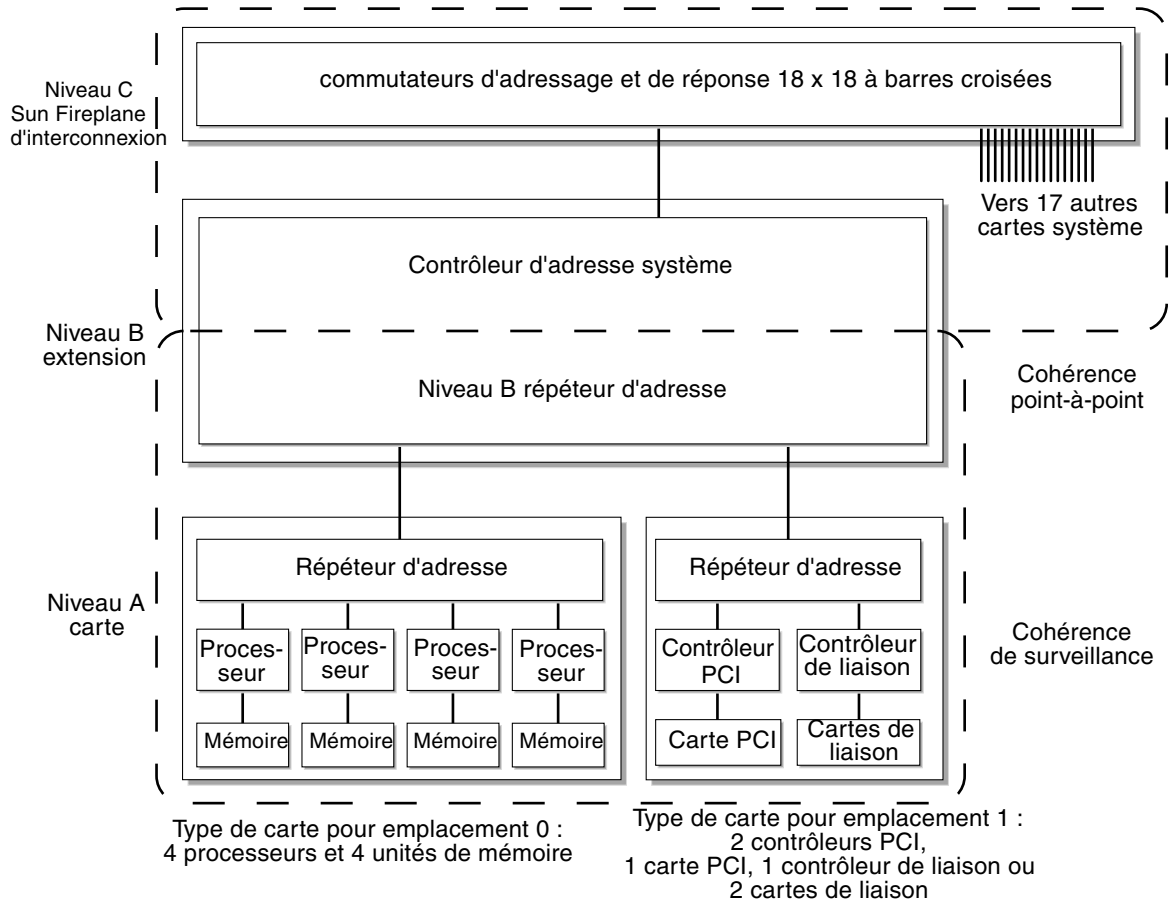 commutateurs d'adressage et de réponse 18 x 18 à barres croisées
Niveau C
Sun Fireplane
d'interconnexion
Vers 17 autres
cartes système
Contrôleur d'adresse système
Niveau B
extension
Niveau B répéteur d'adresse
Cohérence
point-à-point
Répéteur d'adresse
Répéteur d'adresse
Niveau A
carte
Proces-
seur
Proces-
seur
Proces-
seur
Proces-
seur
Contrôleur
PCI
Contrôleur
de liaison
Cohérence
de surveillance
Mémoire
Mémoire
Mémoire
Mémoire
Carte PCI
Cartes de
liaison
Type de carte pour emplacement 0 :
4 processeurs et 4 unités de mémoire
Type de carte pour emplacement 1 :
2 contrôleurs PCI,
1 carte PCI, 1 contrôleur de liaison ou
2 cartes de liaison